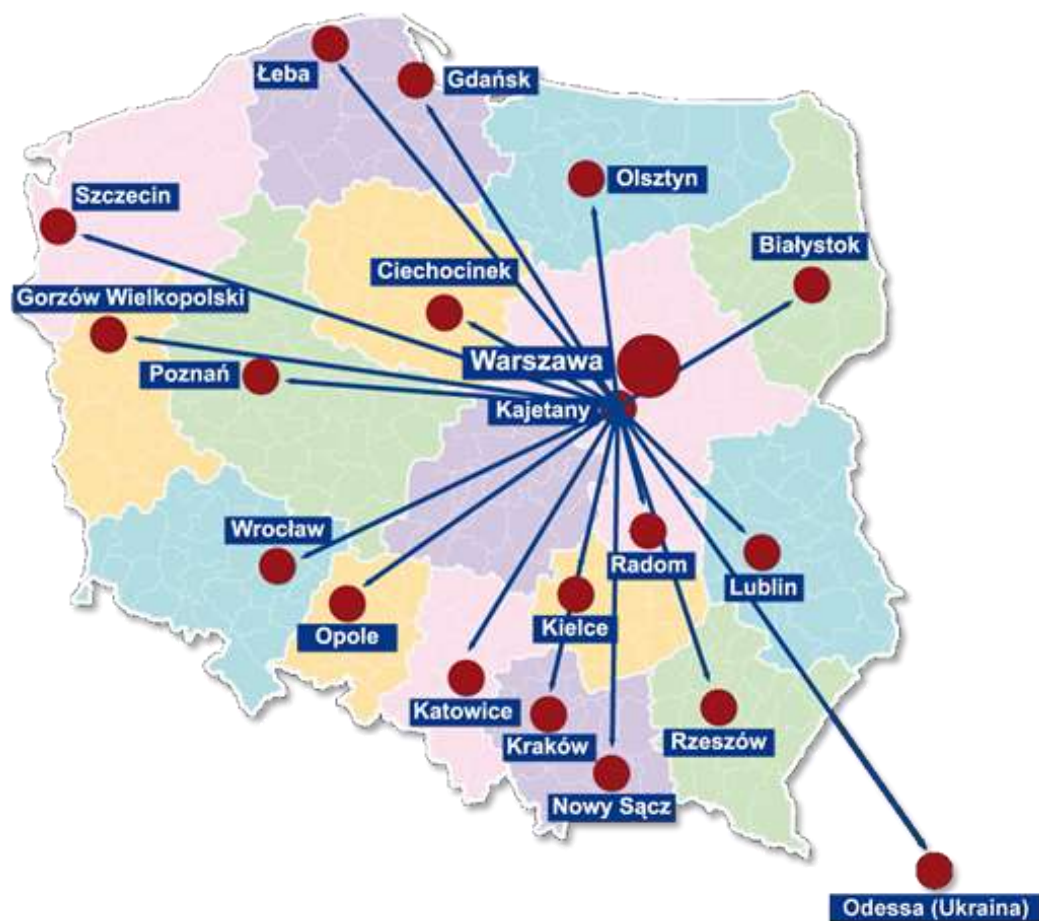 Łeba
Gdańsk
Olsztyn
Szczecin
Białystok
Ciechocinek
Gorzów Wielkopolski
Warszawa
Poznań
Kajetany
Wrocław
Radom
Lublin
Opole
Kielce
Katowice
Kraków
Rzeszów
Nowy Sącz
Odessa (Ukraina)